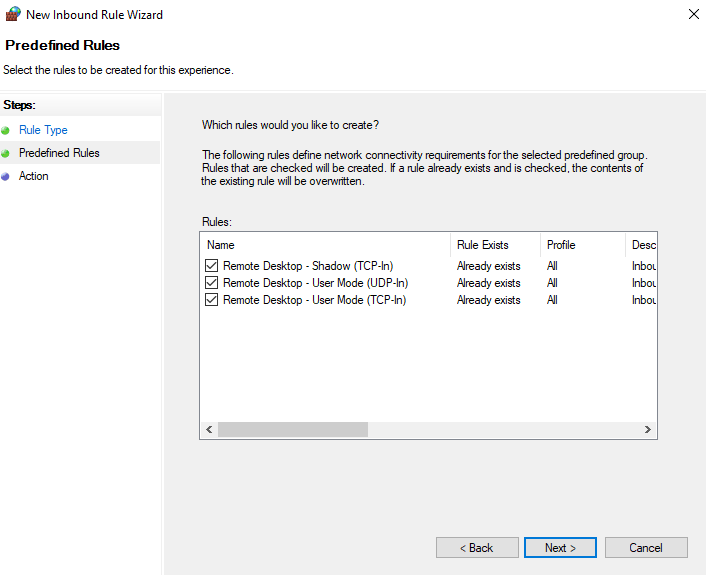 New Inbound Rule Wizard
Predefined Rules
Select the rules to be created for this experience.
Steps:
Rule Type
Predefined Rules
Action
Which rules would you like to create?
The following rules define network connectivity requirements for the selected predefined group.
Rules that are checked will be created. If a rule already exists and is checked, the contents of
the existing rule will be overwritten.
Rules:
Name Rule Exists Profile Desc
Remote Desktop - Shadow (TCP-In) Already exists All Inbou
Remote Desktop - User Mode (UDP-In) Already exists All Inbou
Remote Desktop - User Mode (TCP-In) Already exists All Inbou
< Back Next > Cancel